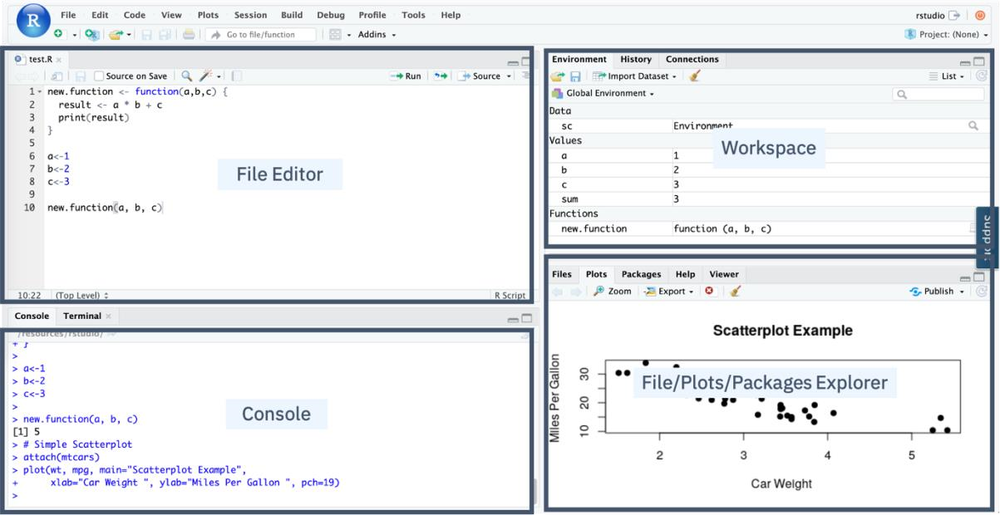 R File Edit Code View Plots Session Build Debug Profile Tools Help rstudio
Go to file/function Addins Project: (None)
test.R
Source on Save Run Source
1 new.function <- function(a,b,c) {
2 result <- a * b + c
3 print(result)
4 }
5
6 a<-1
7 b<-2
8 c<-3
9
10 new.function(a, b, c)
File Editor
10:22 (Top Level) R Script
Console Terminal
/resources/rstudio/
+ }
>
> a<-1
> b<-2
> c<-3
>
> new.function(a, b, c)
[1] 5
> # Simple Scatterplot
> attach(mtcars)
> plot(wt, mpg, main="Scatterplot Example",
+ xlab="Car Weight ", ylab="Miles Per Gallon ", pch=19)
>
Console
Environment History Connections
Import Dataset List
Global Environment
Data
sc Environment
Values
a 1
b 2
c 3
sum 3
Functions
new.function function (a, b, c)
Workspace
Files Plots Packages Help Viewer
Zoom Export Publish
Scatterplot Example
Miles Per Gallon
10 20 30
2 3 4 5
Car Weight
File/Plots/Packages Explorer